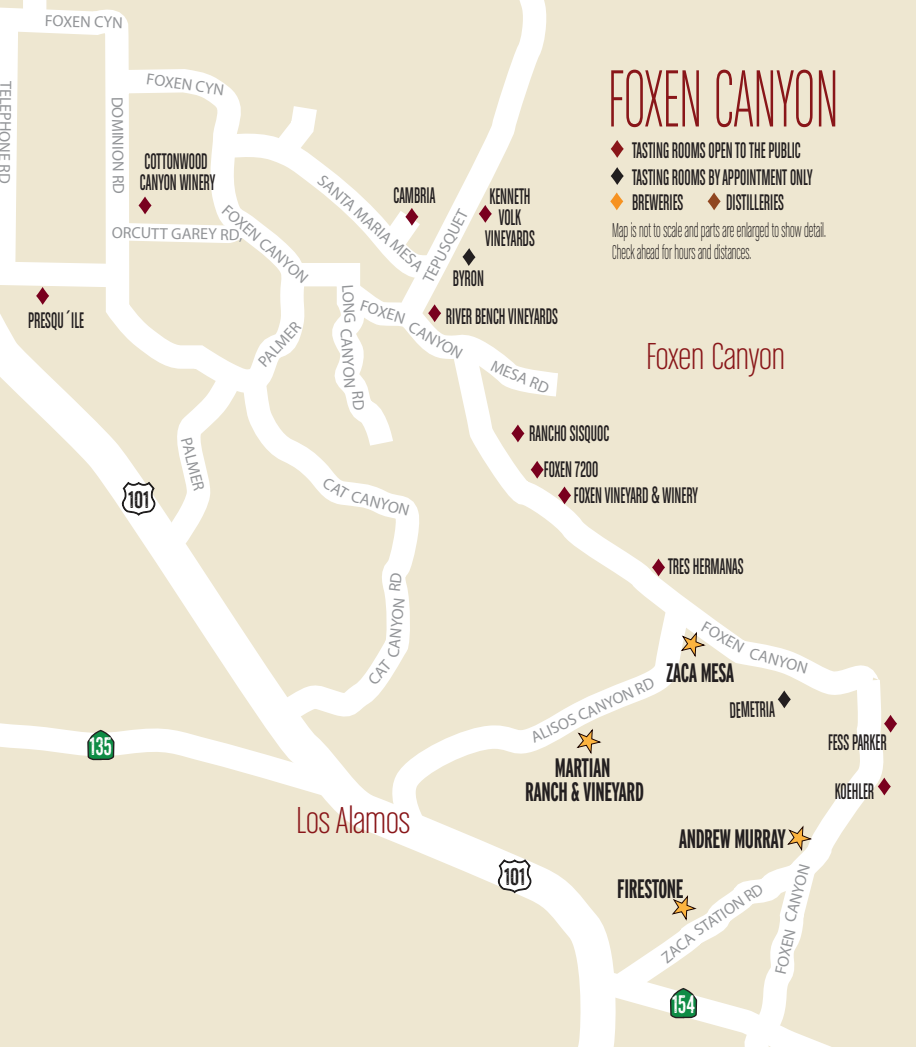 FOXEN CYN
TELEPHONE RD
DOMINION RD
FOXEN CYN
COTTONWOOD
CANYON WINERY
ORCUTT GAREY RD,
FOXEN CANYON
SANTA MARIA MESA
CAMBRIA
KENNETH
VOLK
VINEYARDS
TEPUSQUET
BYRON
FOXEN CANYON
TASTING ROOMS OPEN TO THE PUBLIC
TASTING ROOMS BY APPOINTMENT ONLY
BREWERIES
DISTILLERIES
Map is not to scale and parts are enlarged to show detail.
Check ahead for hours and distances.
PRESQU ´ILE
PALMER
LONG CANYON RD
FOXEN CANYON
RIVER BENCH VINEYARDS
MESA RD
Foxen Canyon
PALMER
101
CAT CANYON
RANCHO SISQUOC
FOXEN 7200
FOXEN VINEYARD & WINERY
TRES HERMANAS
CAT CANYON RD
FOXEN CANYON
ZACA MESA
ALISOS CANYON RD
DEMETRIA
FESS PARKER
135
MARTIAN
RANCH & VINEYARD
KOEHLER
Los Alamos
ANDREW MURRAY
101
FIRESTONE
ZACA STATION RD
FOXEN CANYON
154